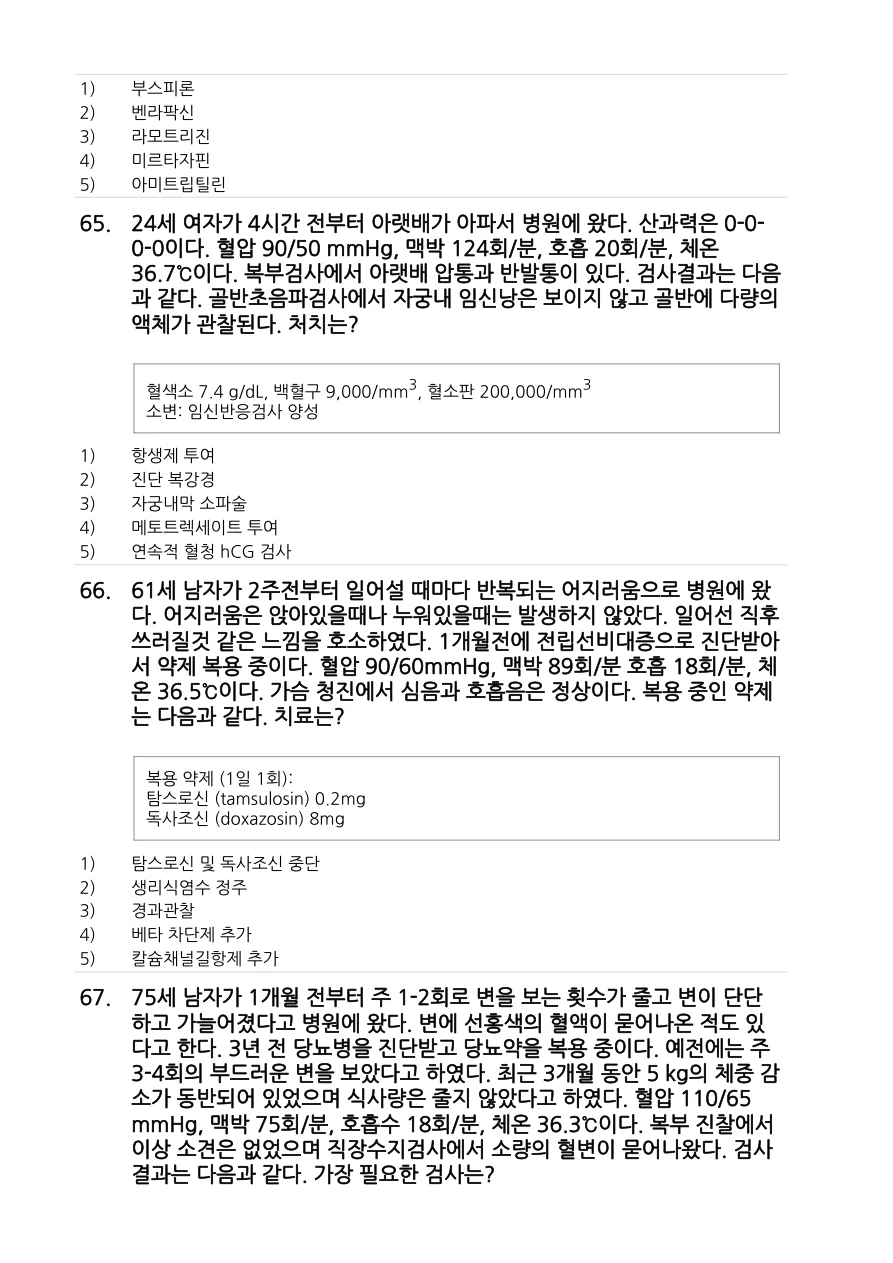 1) 부스피론
2) 벤라팍신
3) 라모트리진
4) 미르타자핀
5) 아미트립틸린
65. 24세 여자가 4시간 전부터 아랫배가 아파서 병원에 왔다. 산과력은 0-0-
0-0이다. 혈압 90/50 mmHg, 맥박 124회/분, 호흡 20회/분, 체온
36.7℃이다. 복부검사에서 아랫배 압통과 반발통이 있다. 검사결과는 다음
과 같다. 골반초음파검사에서 자궁내 임신낭은 보이지 않고 골반에 다량의
액체가 관찰된다. 처치는?
혈색소 7.4 g/dL, 백혈구 9,000/mm³, 혈소판 200,000/mm³
소변: 임신반응검사 양성
1) 항생제 투여
2) 진단 복강경
3) 자궁내막 소파술
4) 메토트렉세이트 투여
5) 연속적 혈청 hCG 검사
66. 61세 남자가 2주전부터 일어설 때마다 반복되는 어지러움으로 병원에 왔
다. 어지러움은 앉아있을때나 누워있을때는 발생하지 않았다. 일어선 직후
쓰러질것 같은 느낌을 호소하였다. 1개월전에 전립선비대증으로 진단받아
서 약제 복용 중이다. 혈압 90/60mmHg, 맥박 89회/분 호흡 18회/분, 체
온 36.5℃이다. 가슴 청진에서 심음과 호흡음은 정상이다. 복용 중인 약제
는 다음과 같다. 치료는?
복용 약제 (1일 1회):
탐스로신 (tamsulosin) 0.2mg
독사조신 (doxazosin) 8mg
1) 탐스로신 및 독사조신 중단
2) 생리식염수 정주
3) 경과관찰
4) 베타 차단제 추가
5) 칼슘채널길항제 추가
67. 75세 남자가 1개월 전부터 주 1-2회로 변을 보는 횟수가 줄고 변이 단단
하고 가늘어졌다고 병원에 왔다. 변에 선홍색의 혈액이 묻어나온 적도 있
다고 한다. 3년 전 당뇨병을 진단받고 당뇨약을 복용 중이다. 예전에는 주
3-4회의 부드러운 변을 보았다고 하였다. 최근 3개월 동안 5 kg의 체중 감
소가 동반되어 있었으며 식사량은 줄지 않았다고 하였다. 혈압 110/65
mmHg, 맥박 75회/분, 호흡수 18회/분, 체온 36.3℃이다. 복부 진찰에서
이상 소견은 없었으며 직장수지검사에서 소량의 혈변이 묻어나왔다. 검사
결과는 다음과 같다. 가장 필요한 검사는?